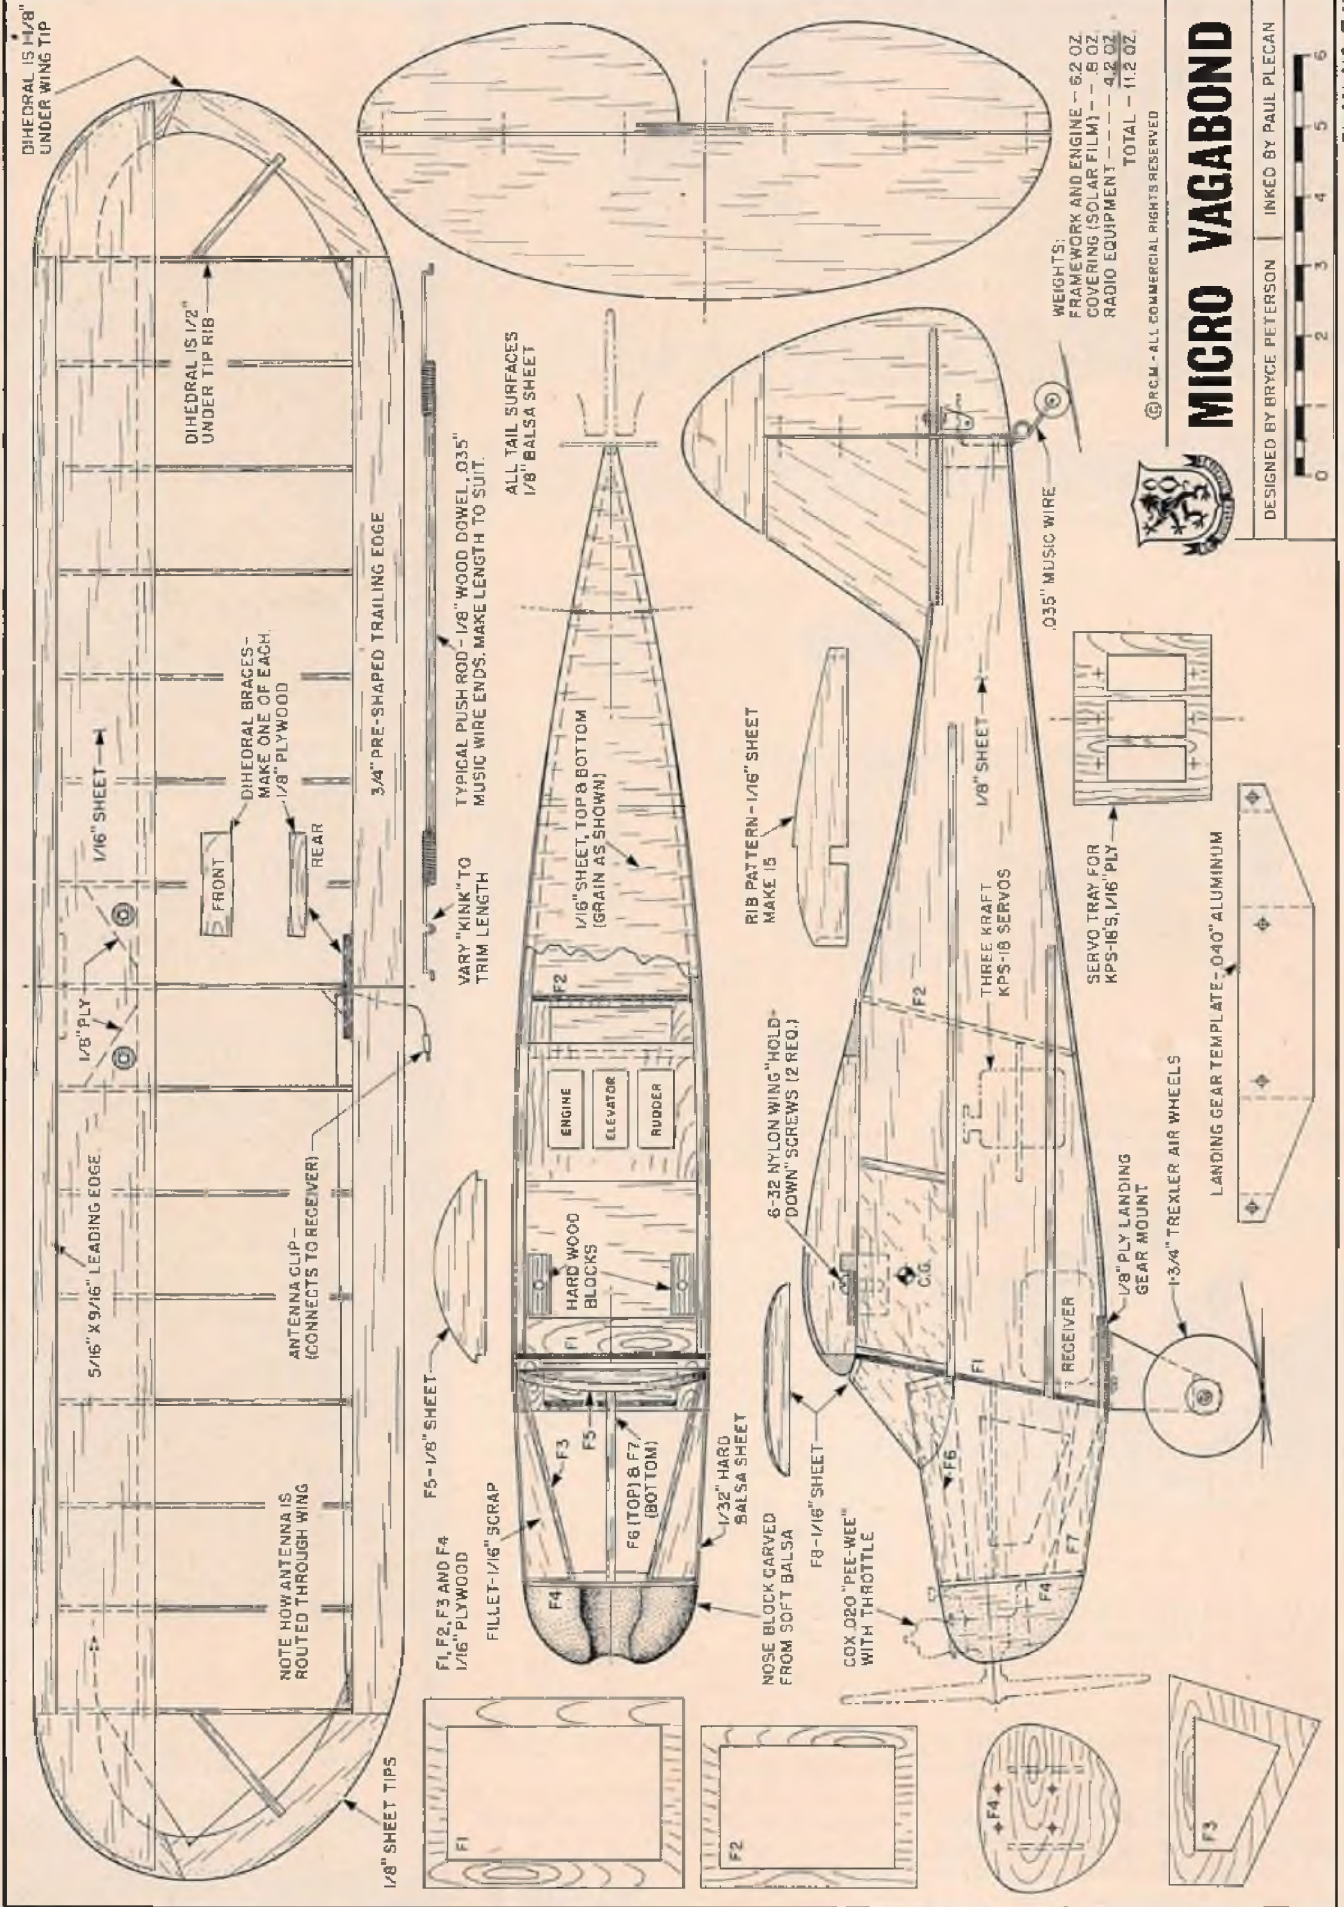 DIHEDRAL IS 1-1/8"
UNDER WING TIP
1/16" SHEET
1/8" PLY
5/16" X 9/16" LEADING EDGE
DIHEDRAL IS 1/2"
UNDER TIP RIB
DIHEDRAL BRACES-
MAKE ONE OF EACH,
1/8" PLYWOOD
FRONT
REAR
ANTENNA CLIP-
(CONNECTS TO RECEIVER)
NOTE HOW ANTENNA IS
ROUTED THROUGH WING
3/4" PRE-SHAPED TRAILING EDGE
1/8" SHEET TIPS
TYPICAL PUSH ROD - 1/8" WOOD DOWEL, .035"
MUSIC WIRE ENDS. MAKE LENGTH TO SUIT.
VARY "KINK" TO
TRIM LENGTH
ALL TAIL SURFACES
1/8" BALSA SHEET
F5-1/8" SHEET
F1, F2, F3 AND F4
1/16" PLYWOOD
FILLET-1/16" SCRAP
F1
F4
F3
F5
F6 (TOP) & F7
(BOTTOM)
F1
HARD WOOD
BLOCKS
ENGINE
ELEVATOR
RUDDER
F2
1/16" SHEET, TOP & BOTTOM
(GRAIN AS SHOWN)
1/32" HARD
BALSA SHEET
NOSE BLOCK CARVED
FROM SOFT BALSA
F8-1/16" SHEET
COX .020 "PEE-WEE"
WITH THROTTLE
6-32 NYLON WING "HOLD-
DOWN" SCREWS (2 REQ.)
RIB PATTERN-1/16" SHEET
MAKE 15
F2
F4
F6
F7
F1
RECEIVER
C.G.
F2
THREE KRAFT
KPS-18 SERVOS
1/8" SHEET
.035" MUSIC WIRE
1/8" PLY LANDING
GEAR MOUNT
1-3/4" TREXLER AIR WHEELS
SERVO TRAY FOR
KPS-18'S, 1/16" PLY
LANDING GEAR TEMPLATE-.040" ALUMINUM
F4
F3
WEIGHTS:
FRAMEWORK AND ENGINE - 6.2 OZ.
COVERING (SOLAR FILM) - - .8 OZ.
RADIO EQUIPMENT - - - - 4.2 OZ.
TOTAL - 11.2 OZ.
© R.C.M. - ALL COMMERCIAL RIGHTS RESERVED
MICRO VAGABOND
DESIGNED BY BRYCE PETERSON
INKED BY PAUL PLECAN
0 1 2 3 4 5 6